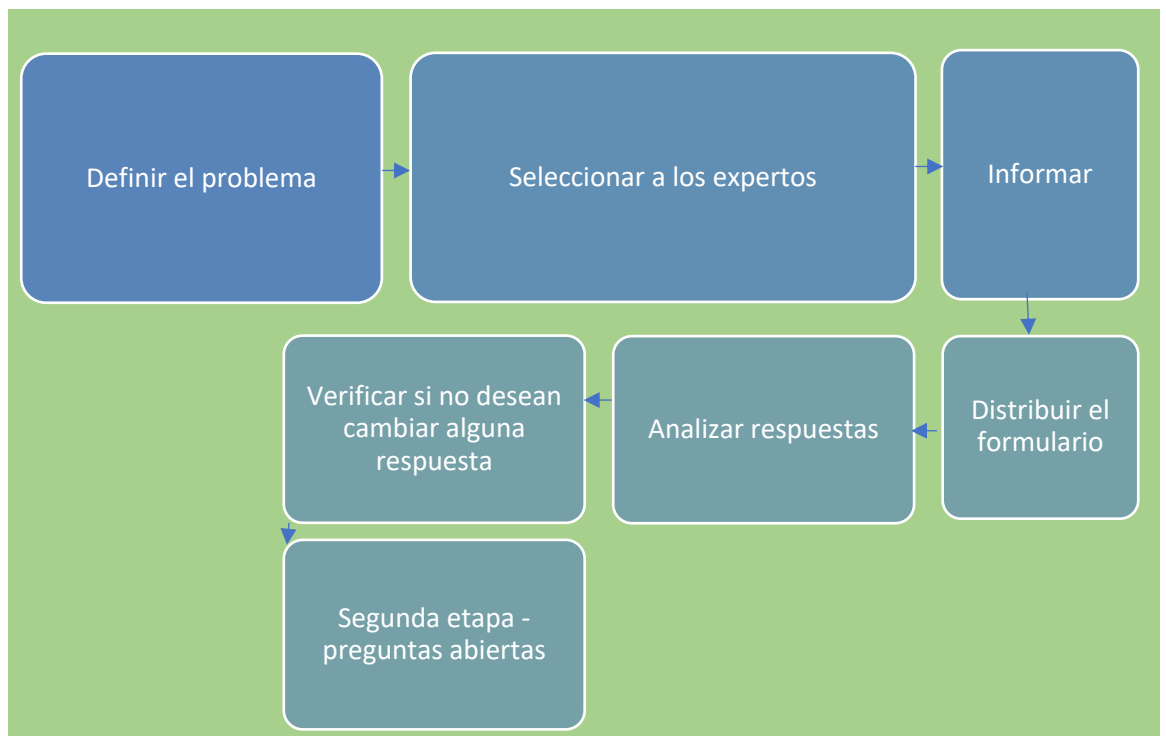 Definir el problema
Seleccionar a los expertos
Informar
Distribuir el
formulario
Analizar respuestas
Verificar si no desean
cambiar alguna
respuesta
Segunda etapa -
preguntas abiertas